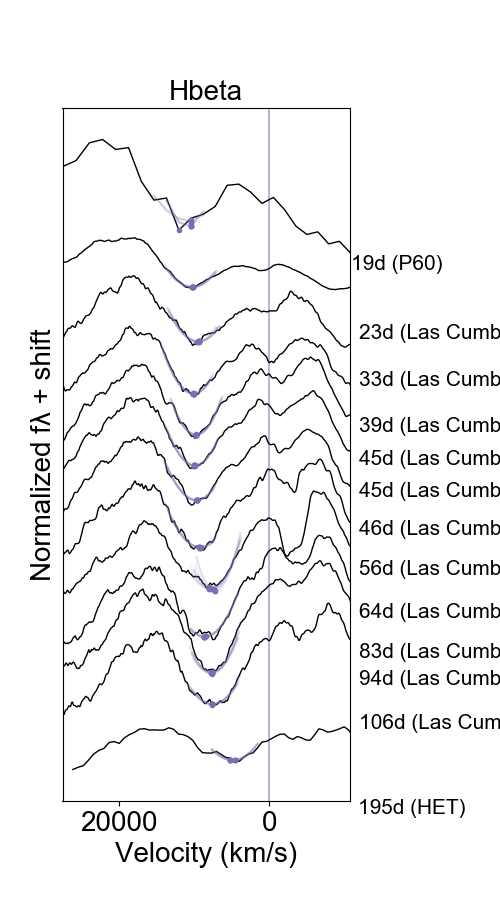 Hbeta
19d (P60)
23d (Las Cumb
33d (Las Cumb
39d (Las Cumb
45d (Las Cumb
45d (Las Cumb
46d (Las Cumb
56d (Las Cumb
64d (Las Cumb
83d (Las Cumb
94d (Las Cumb
106d (Las Cum
195d (HET)
Normalized fλ + shift
20000 0
Velocity (km/s)